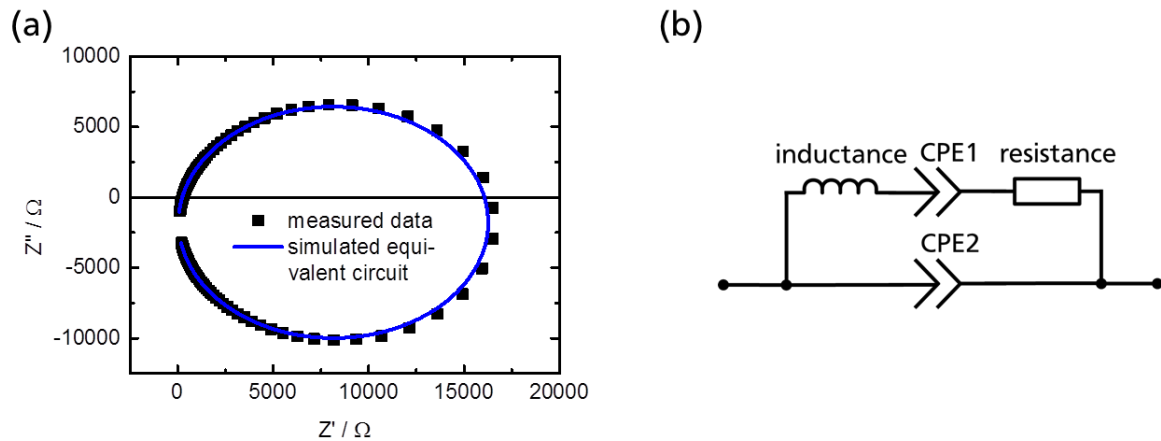 (a)
10000
5000
0
-5000
-10000
Z'' / Ω
measured data
simulated equi-
valent circuit
0
5000
10000
15000
20000
Z' / Ω
(b)
inductance
CPE1
resistance
CPE2